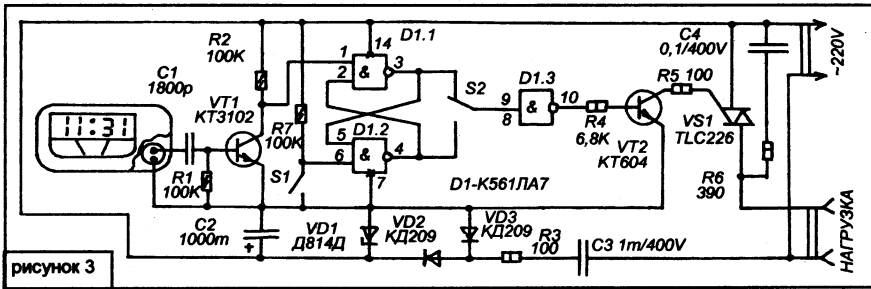 R2
100K
C1
1800p
11:31
VT1
KT3102
R1
100K
C2
1000m
+
R7
100K
S1
14
1
2
&
3
D1.1
5
6
&
4
7
D1.2
S2
9
8
&
10
D1.3
D1-К561ЛА7
R4
6,8K
VT2
KT604
R5 100
VS1
TLC226
C4
0,1/400V
R6
390
~220V
НАГРУЗКА
VD1
Д814Д
VD2
КД209
VD3
КД209
R3
100
C3 1m/400V
рисунок 3